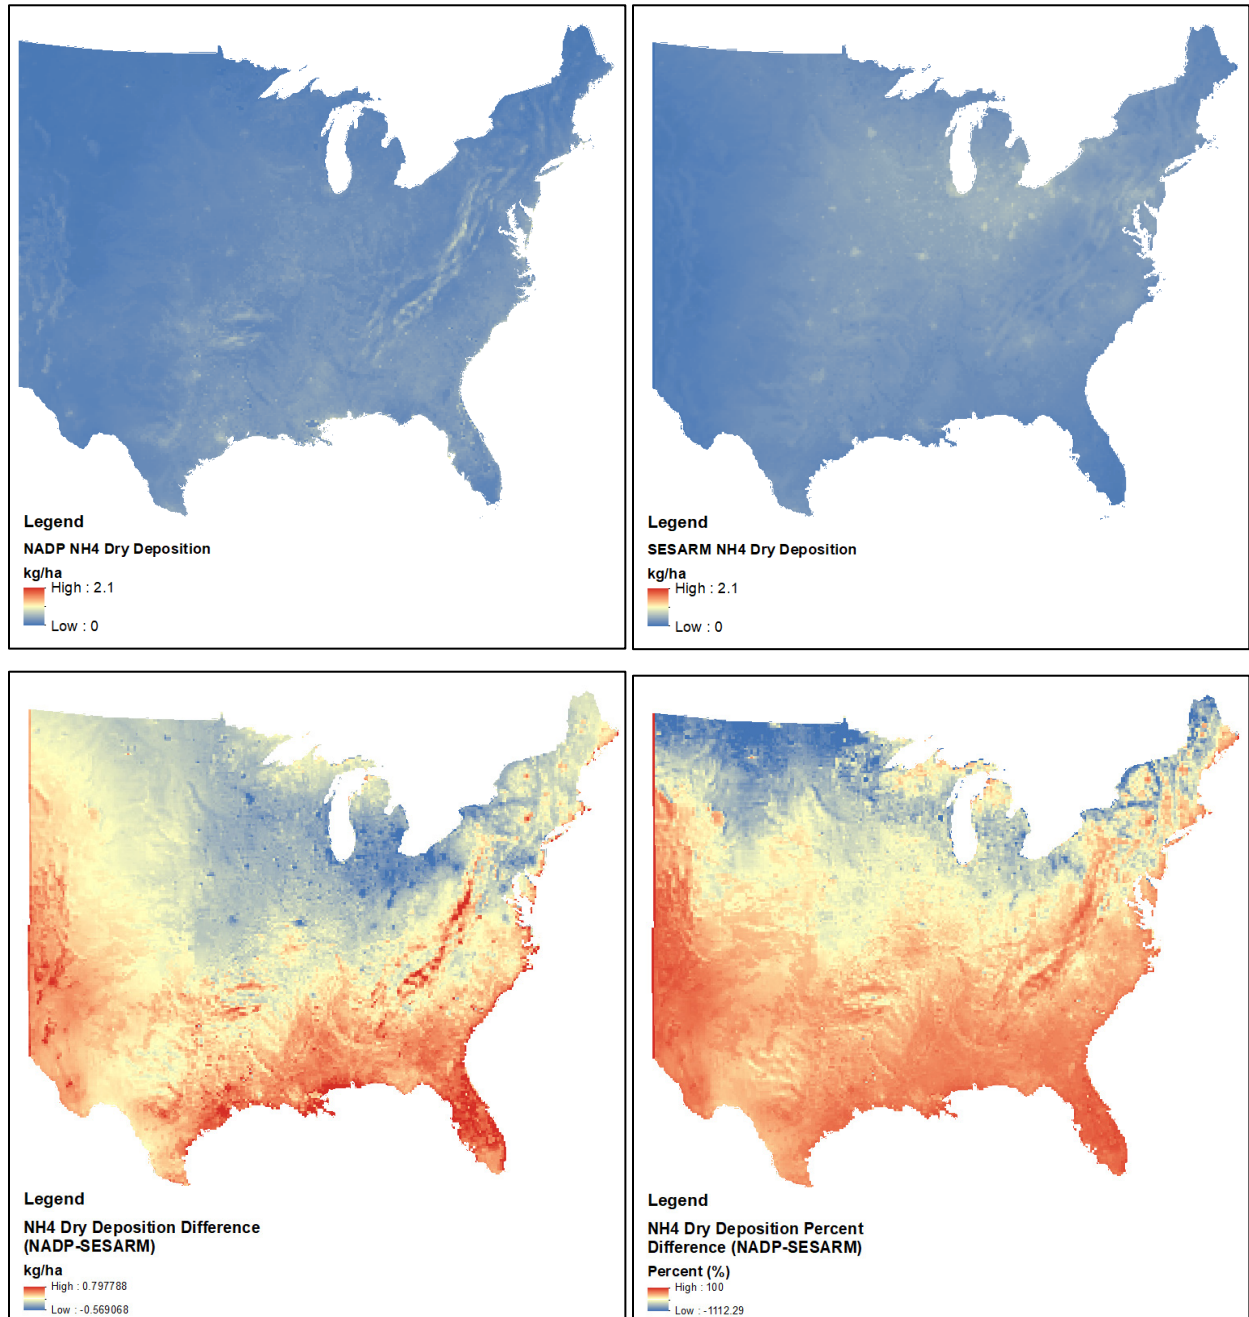 Legend
NADP NH4 Dry Deposition
kg/ha
High : 2.1
Low : 0
Legend
SESARM NH4 Dry Deposition
kg/ha
High : 2.1
Low : 0
Legend
NH4 Dry Deposition Difference
(NADP-SESARM)
kg/ha
High : 0.797788
Low : -0.569068
Legend
NH4 Dry Deposition Percent
Difference (NADP-SESARM)
Percent (%)
High : 100
Low : -1112.29